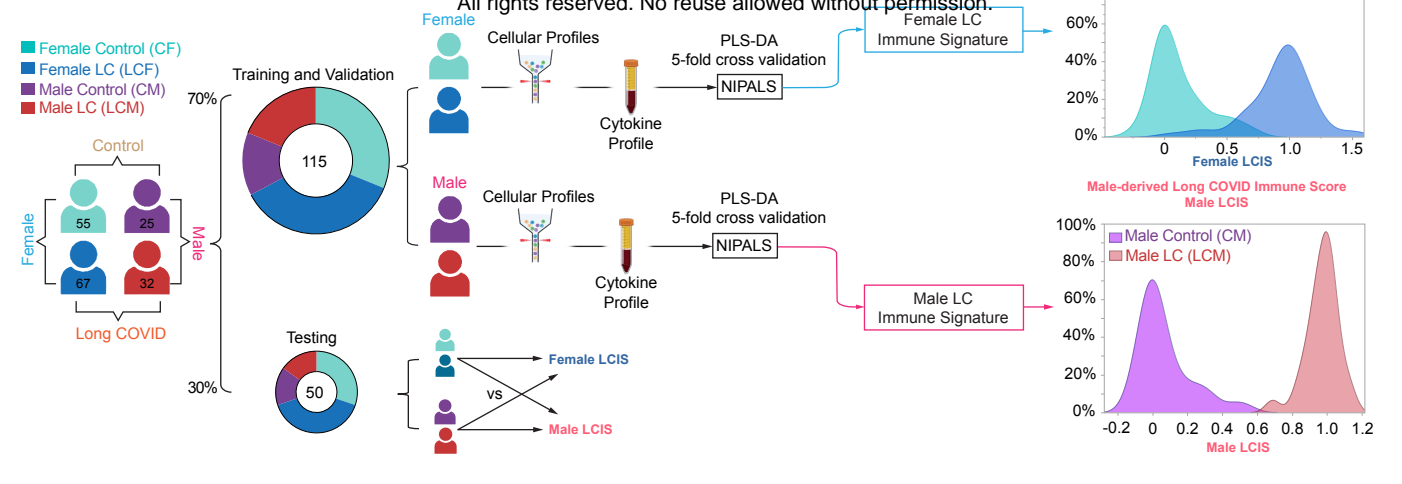 All rights reserved. No reuse allowed without permission.
Female Control (CF)
Female LC (LCF)
Male Control (CM)
Male LC (LCM)
Control
Female
55
25
67
32
Male
Long COVID
70%
30%
Training and Validation
115
Testing
50
Female
Cellular Profiles
Cytokine
Profile
PLS-DA
5-fold cross validation
NIPALS
Female LC
Immune Signature
Male
Cellular Profiles
Cytokine
Profile
PLS-DA
5-fold cross validation
NIPALS
Male LC
Immune Signature
vs
Female LCIS
Male LCIS
60%
40%
20%
0%
0 0.5 1.0 1.5
Female LCIS
Male-derived Long COVID Immune Score
Male LCIS
Male Control (CM)
Male LC (LCM)
100%
80%
60%
40%
20%
0%
-0.2 0 0.2 0.4 0.6 0.8 1.0 1.2
Male LCIS